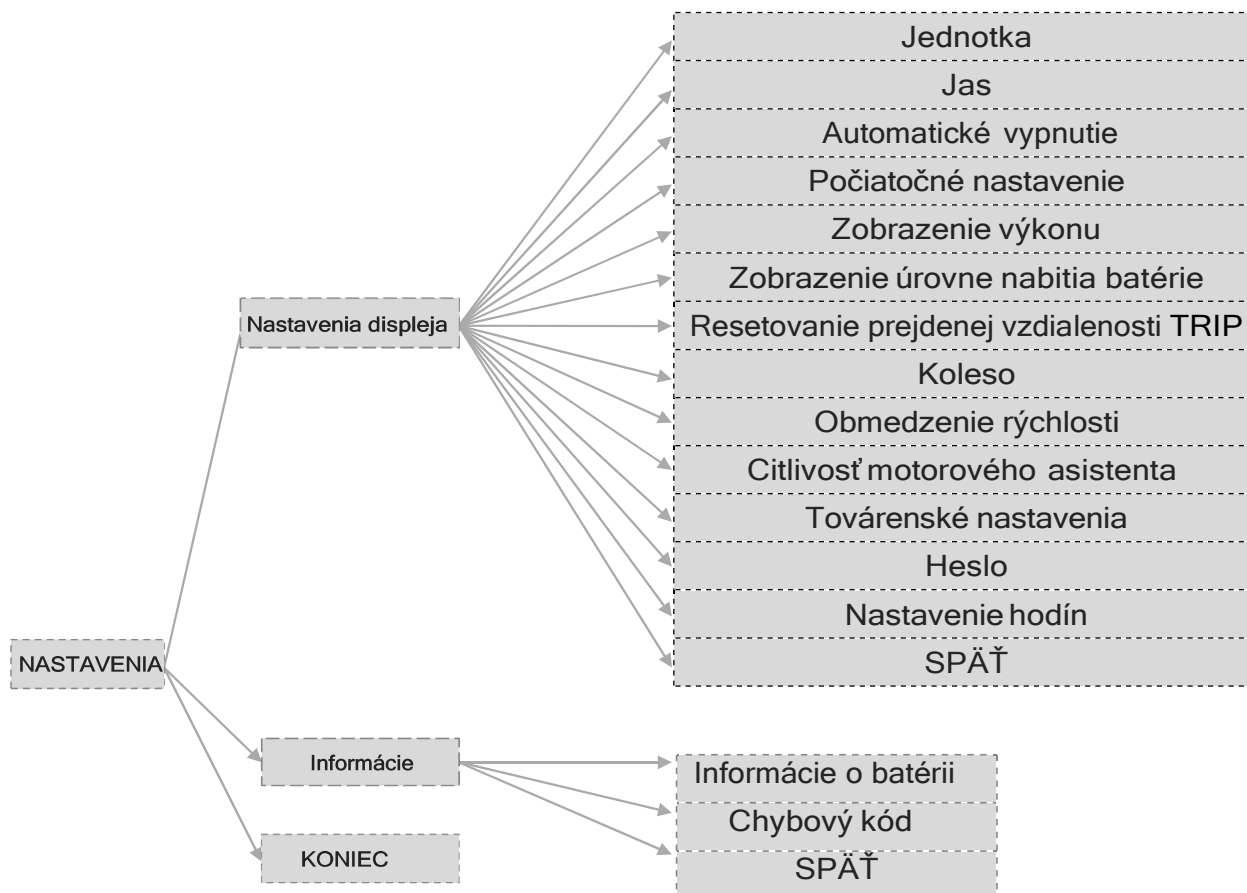 Jednotka
Jas
Automatické vypnutie
Počiatočné nastavenie
Zobrazenie výkonu
Zobrazenie úrovne nabitia batérie
Nastavenia displeja
Resetovanie prejdenej vzdialenosti TRIP
Koleso
Obmedzenie rýchlosti
Citlivosť motorového asistenta
Továrenské nastavenia
Heslo
Nastavenie hodín
NASTAVENIA
SPÄŤ
Informácie
Informácie o batérii
Chybový kód
KONIEC
SPÄŤ